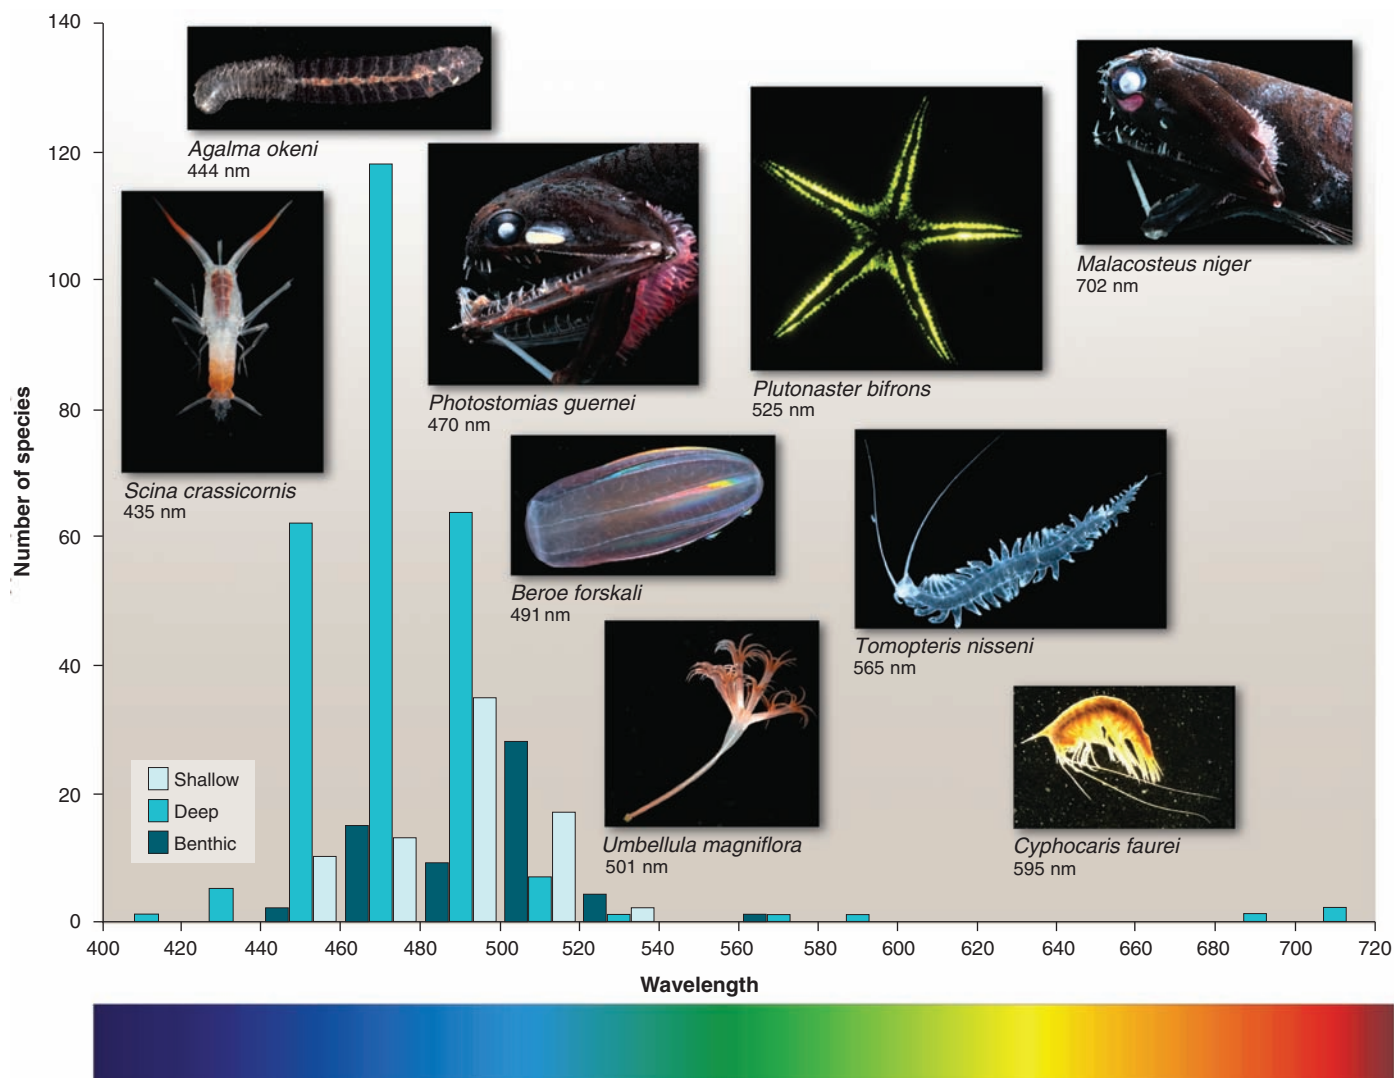 140
120
100
80
60
40
20
0
Number of species
Agalma okeni
444 nm
Scina crassicornis
435 nm
Photostomias guernei
470 nm
Plutonaster bifrons
525 nm
Malacosteus niger
702 nm
Beroe forskali
491 nm
Tomopteris nisseni
565 nm
Umbellula magniflora
501 nm
Cyphocaris faurei
595 nm
Shallow
Deep
Benthic
400 420 440 460 480 500 520 540 560 580 600 620 640 660 680 700 720
Wavelength